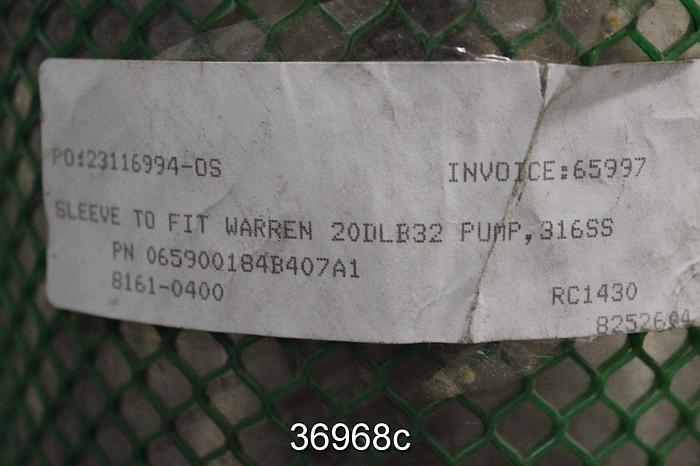 PO:23116994-OS INVOICE:65997
SLEEVE TO FIT WARREN 20DLB32 PUMP,316SS
PN 065900184B407A1
8161-0400 RC1430
8252604
36968c